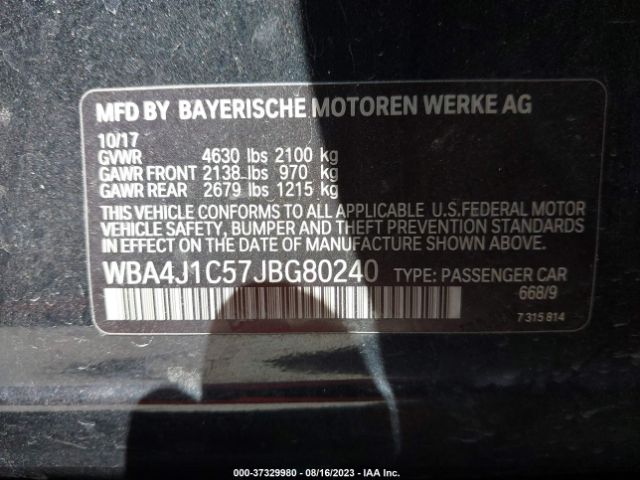 MFD BY BAYERISCHE MOTOREN WERKE AG
10/17
GVWR 4630 lbs 2100 kg
GAWR FRONT 2138 lbs 970 kg
GAWR REAR 2679 lbs 1215 kg
THIS VEHICLE CONFORMS TO ALL APPLICABLE U.S.FEDERAL MOTOR
VEHICLE SAFETY, BUMPER AND THEFT PREVENTION STANDARDS
IN EFFECT ON THE DATE OF MANUFACTURE SHOWN ABOVE.
WBA4J1C57JBG80240 TYPE: PASSENGER CAR
668/9
7 315 814
000-37329980 - 08/16/2023 - IAA Inc.